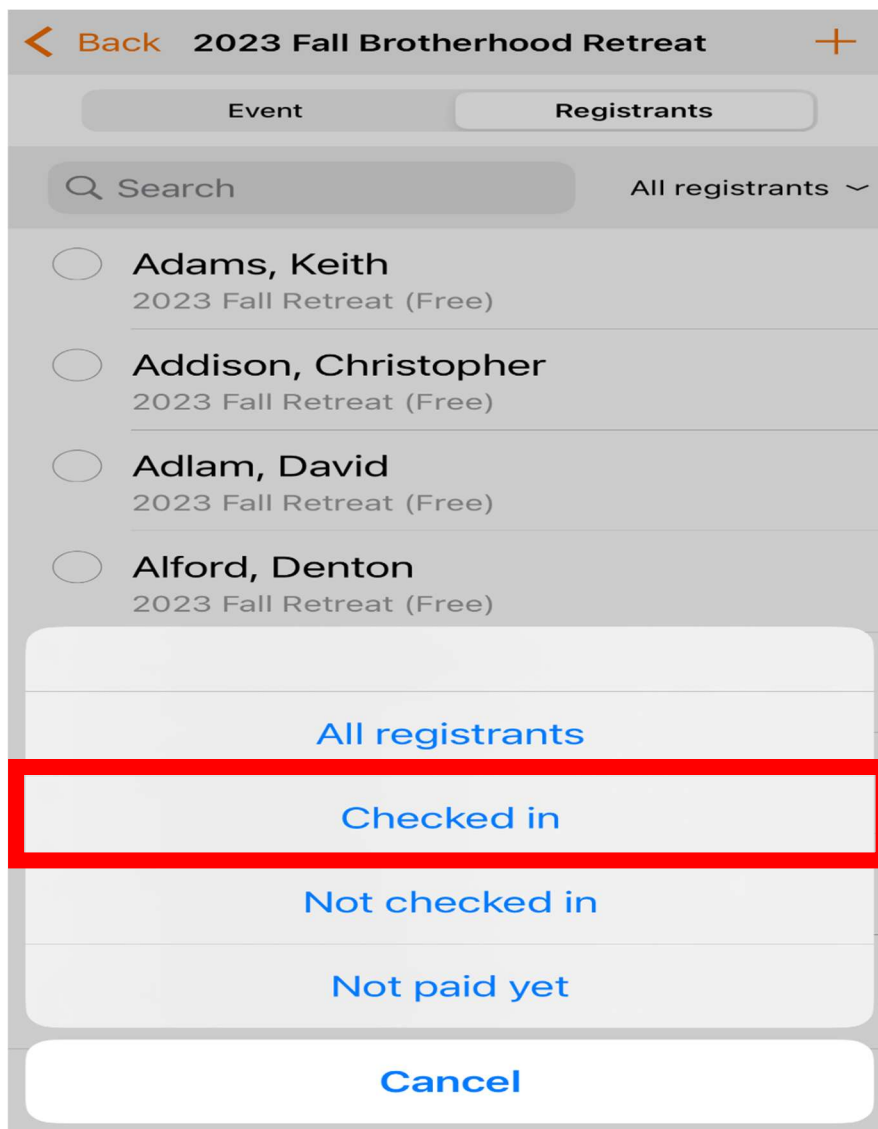 Back 2023 Fall Brotherhood Retreat
Event Registrants
Search All registrants
Adams, Keith
2023 Fall Retreat (Free)
Addison, Christopher
2023 Fall Retreat (Free)
Adlam, David
2023 Fall Retreat (Free)
Alford, Denton
2023 Fall Retreat (Free)
All registrants
Checked in
Not checked in
Not paid yet
Cancel